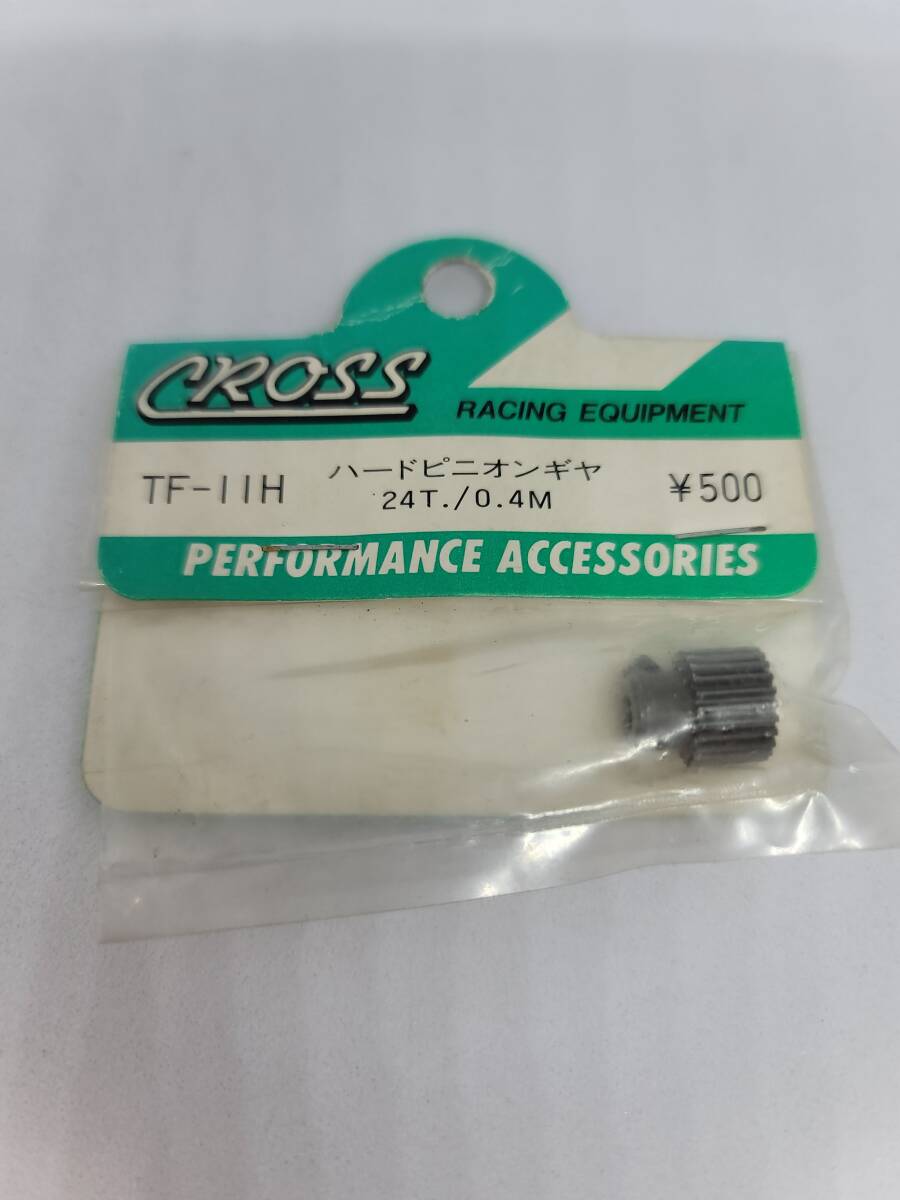 CROSS
RACING EQUIPMENT
TF-11H
ハードピニオンギヤ
24T./0.4M
¥500
PERFORMANCE ACCESSORIES